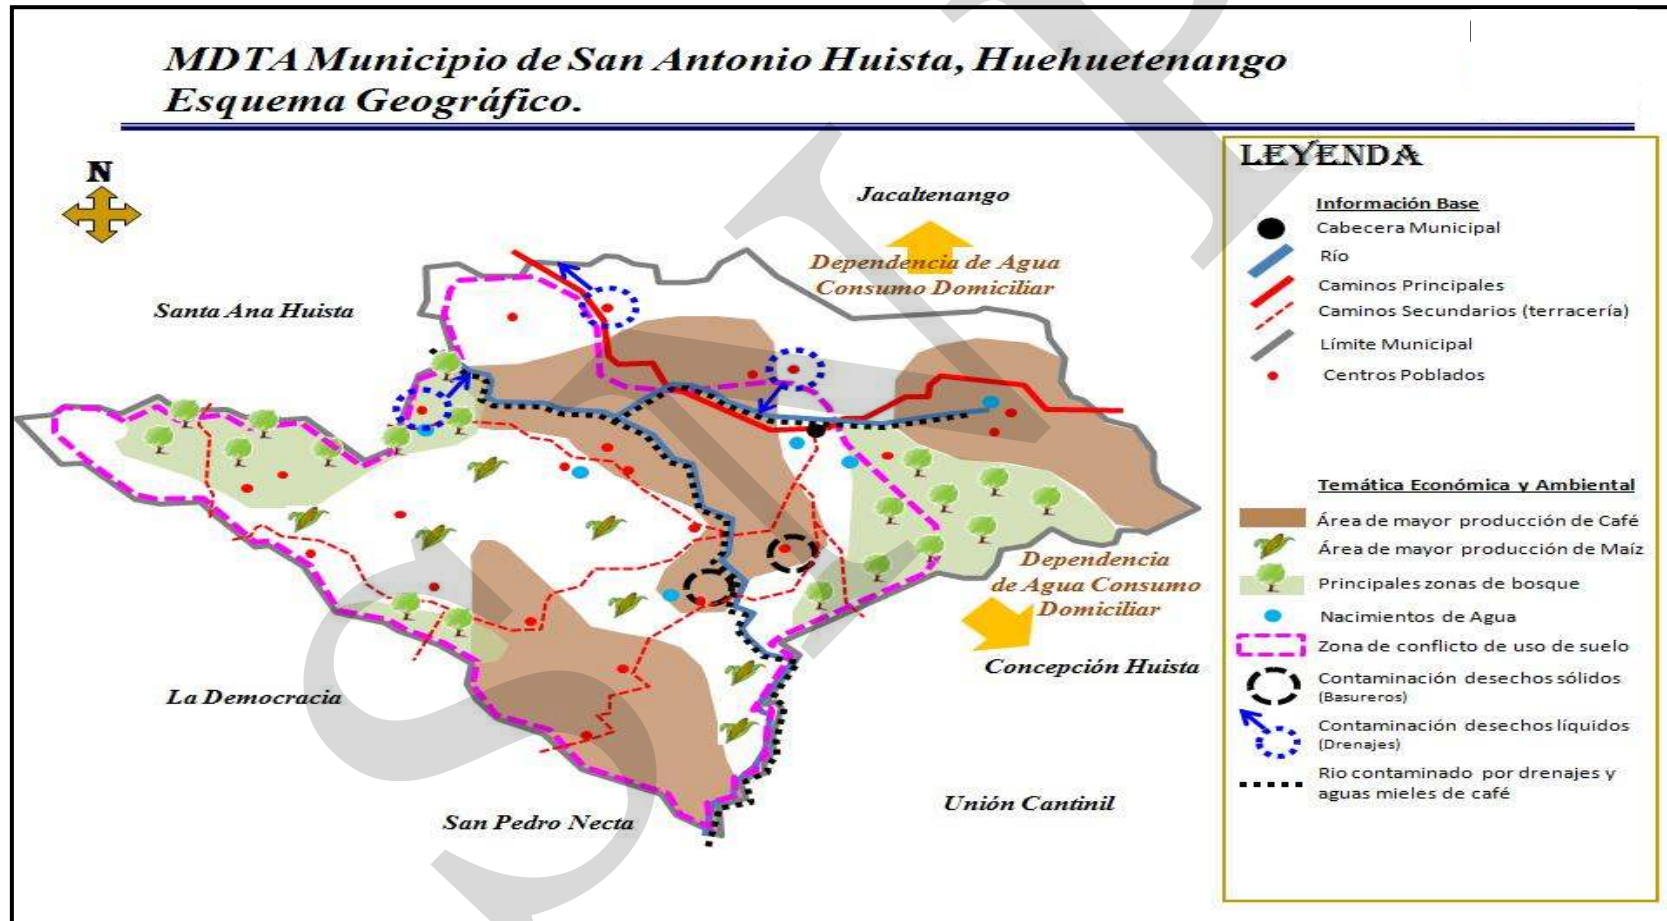 MDTA Municipio de San Antonio Huista, Huehuetenango
Esquema Geográfico.
N
Jacaltenango
Dependencia de Agua
Consumo Domiciliar
Santa Ana Huista
Dependencia
de Agua Consumo
Domiciliar
Concepción Huista
La Democracia
Unión Cantinil
San Pedro Necta
LEYENDA
Información Base
Cabecera Municipal
Río
Caminos Principales
Caminos Secundarios (terracería)
Límite Municipal
Centros Poblados
Temática Económica y Ambiental
Área de mayor producción de Café
Área de mayor producción de Maíz
Principales zonas de bosque
Nacimientos de Agua
Zona de conflicto de uso de suelo
Contaminación desechos sólidos
(Basureros)
Contaminación desechos líquidos
(Drenajes)
Rio contaminado por drenajes y
aguas mieles de café